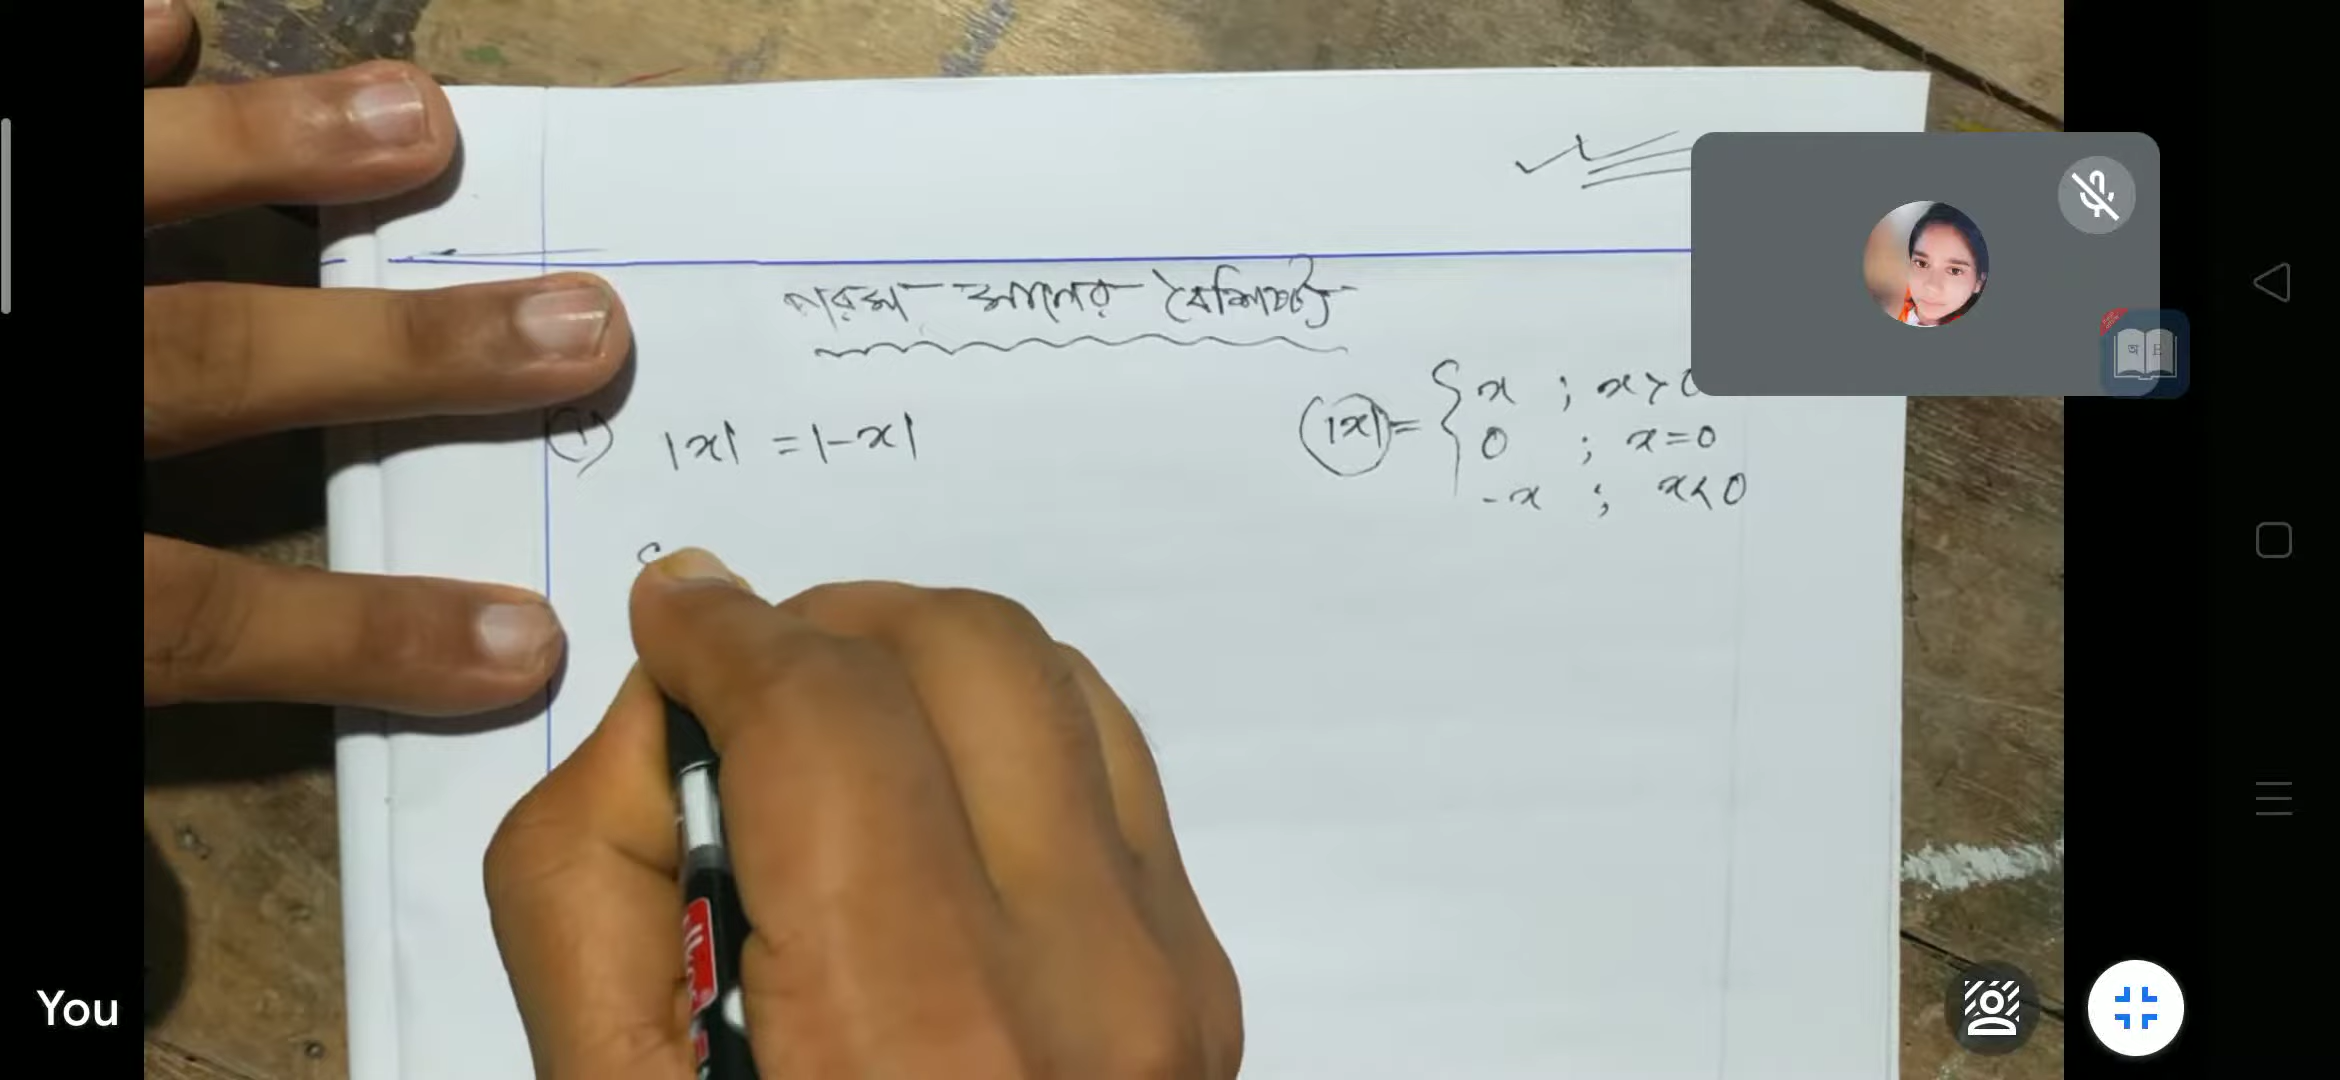 পরম মানের বৈশিষ্ট্য
① |x| = |-x|
|x| = { x ; x>0
0 ; x=0
-x ; x<0
You